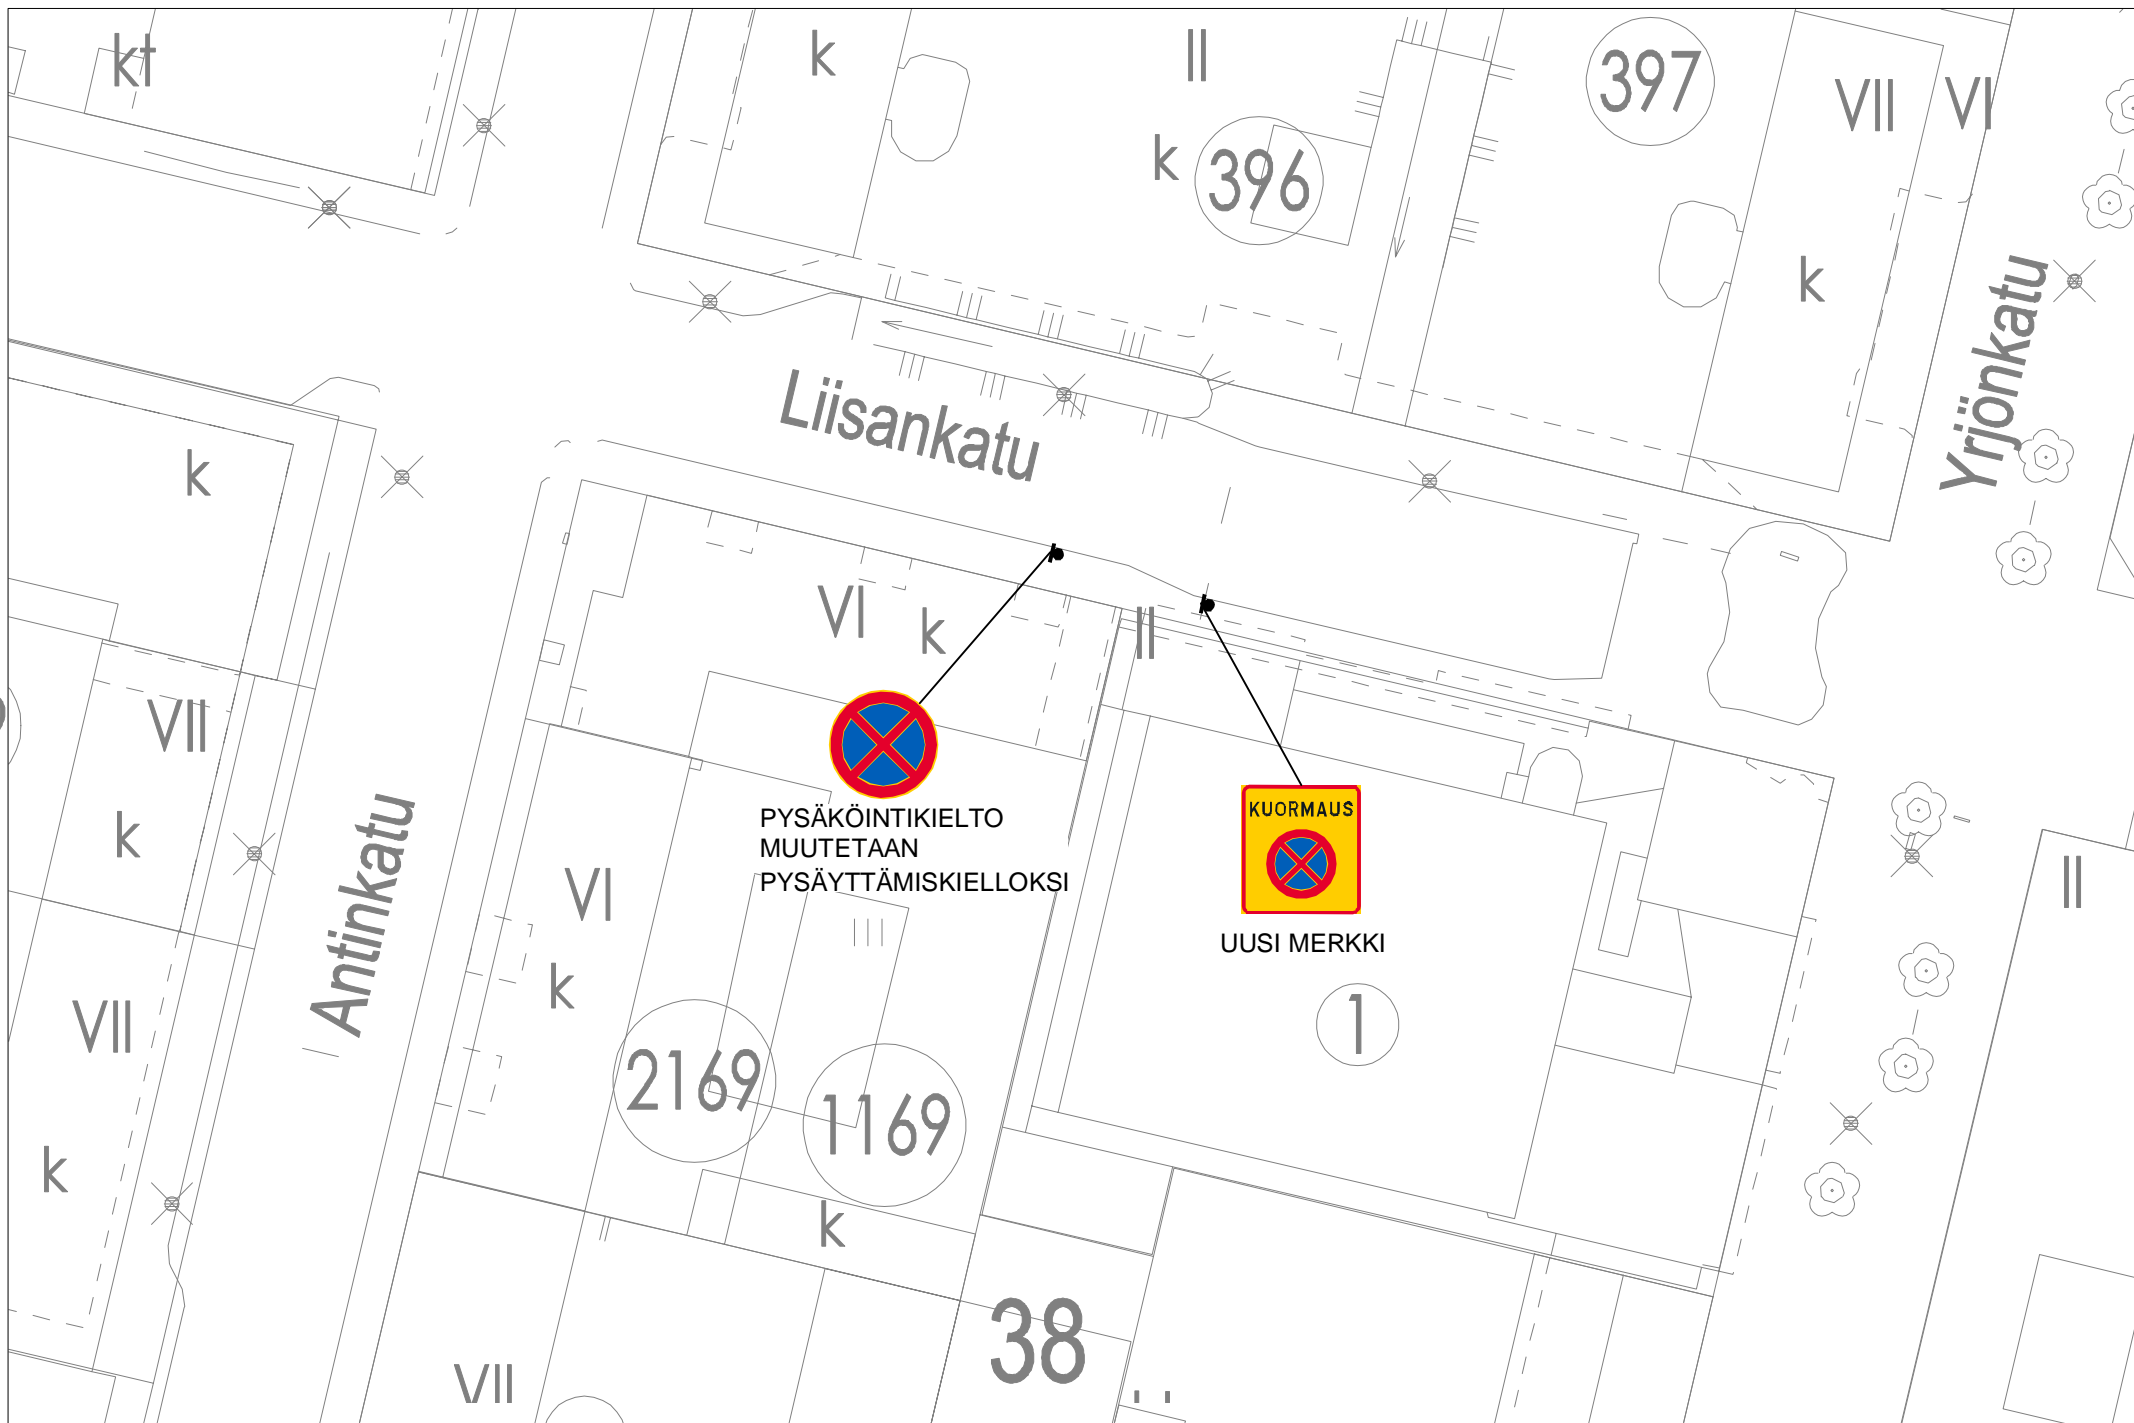 kt
k
II
397
VII
VI
k
396
k
Yrjönkatu
Liisankatu
k
VI
k
II
VII
PYSÄKÖINTIKIELTO
MUUTETAAN
PYSÄYTTÄMISKIELLOKSI
KUORMAUS
UUSI MERKKI
k
Antinkatu
VI
II
III
k
VII
1
2169
1169
k
k
38
VII